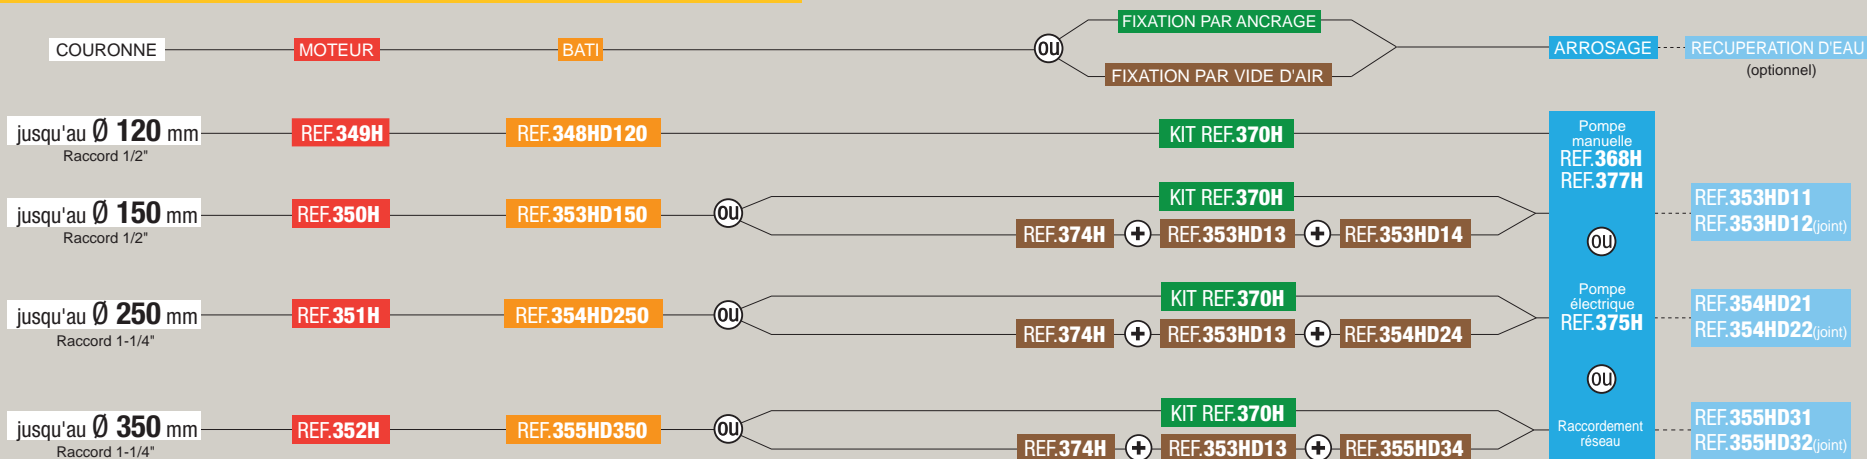 FIXATION PAR ANCRAGE
COURONNE MOTEUR BATI ou ARROSAGE RECUPERATION D'EAU
(optionnel)
FIXATION PAR VIDE D'AIR
jusqu'au Ø 120 mm REF.349H REF.348HD120 KIT REF.370H
Raccord 1/2"
Pompe
manuelle
REF.368H
REF.377H
jusqu'au Ø 150 mm REF.350H REF.353HD150 ou KIT REF.370H
Raccord 1/2"
REF.374H + REF.353HD13 + REF.353HD14
REF.353HD11
REF.353HD12(joint)
ou
jusqu'au Ø 250 mm REF.351H REF.354HD250 ou KIT REF.370H
Raccord 1-1/4"
REF.374H + REF.353HD13 + REF.354HD24
Pompe
électrique
REF.375H
REF.354HD21
REF.354HD22(joint)
ou
jusqu'au Ø 350 mm REF.352H REF.355HD350 ou KIT REF.370H
Raccord 1-1/4"
REF.374H + REF.353HD13 + REF.355HD34
Raccordement
réseau
REF.355HD31
REF.355HD32(joint)